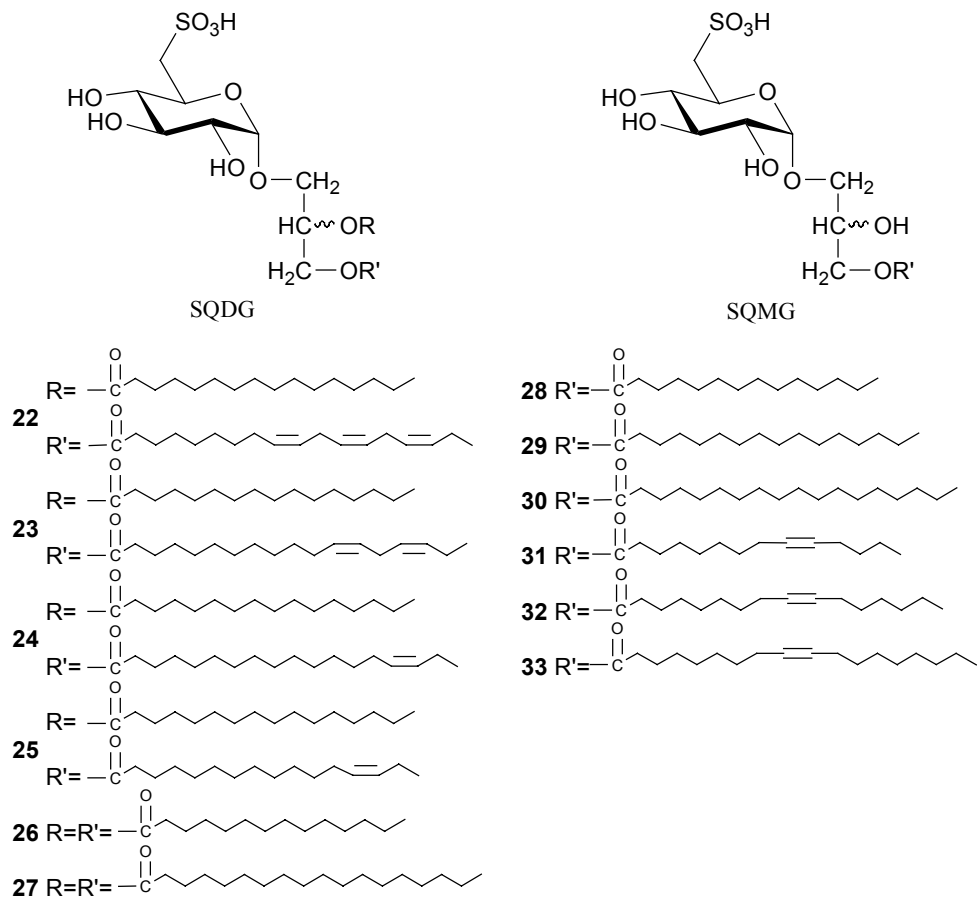 SO3H
SO3H
O
O
HO
HO
HO
HO
HO
HO
O
CH2
O
CH2
HC
OR
HC
OH
H2C
OR'
H2C
OR'
SQDG
SQMG
O
R=
C
22
O
R'=
C
O
R=
C
23
O
R'=
C
O
R=
C
24
O
R'=
C
O
R=
C
25
O
R'=
C
O
26 R=R'=
C
O
27 R=R'=
C
O
28 R'=
C
O
29 R'=
C
O
30 R'=
C
O
31 R'=
C
O
32 R'=
C
O
33 R'=
C